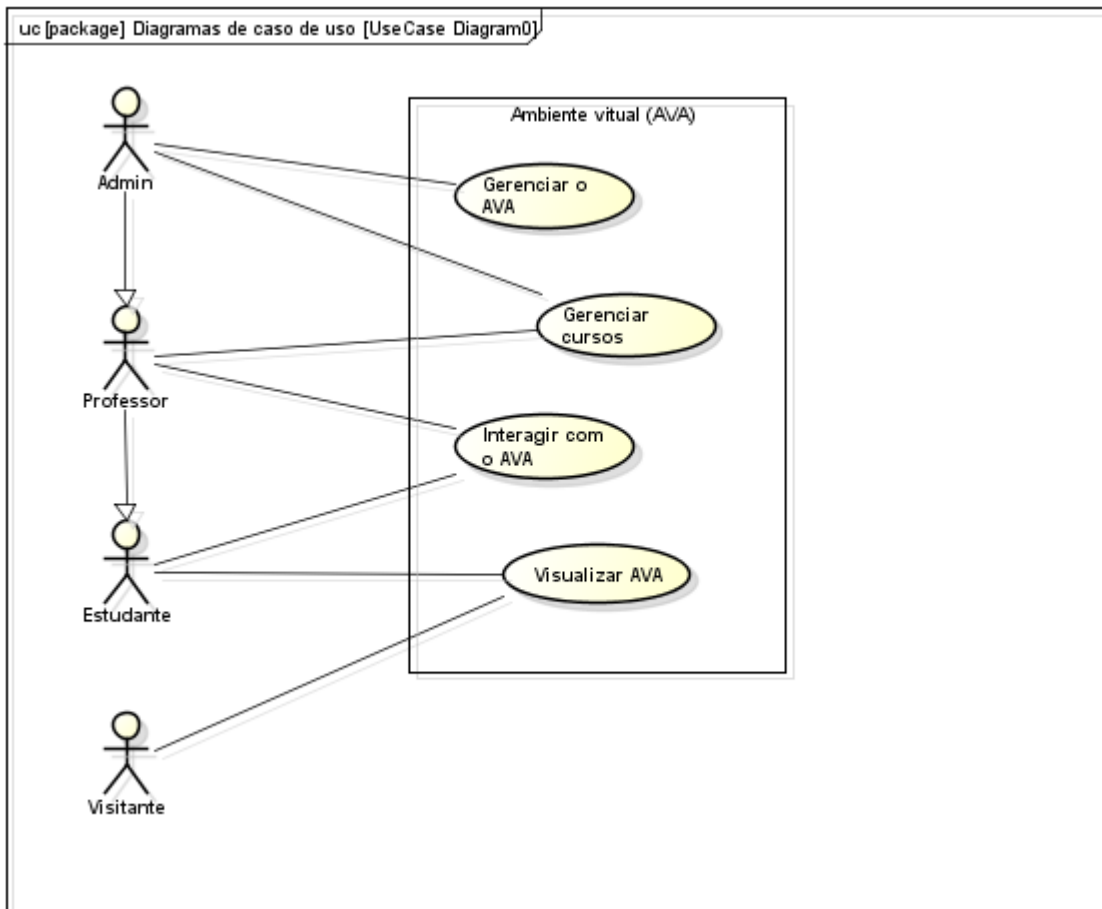 uc [package] Diagramas de caso de uso [UseCase Diagram0]
Ambiente vitual (AVA)
Admin
Gerenciar o
AVA
Gerenciar
cursos
Professor
Interagir com
o AVA
Visualizar AVA
Estudante
Visitante